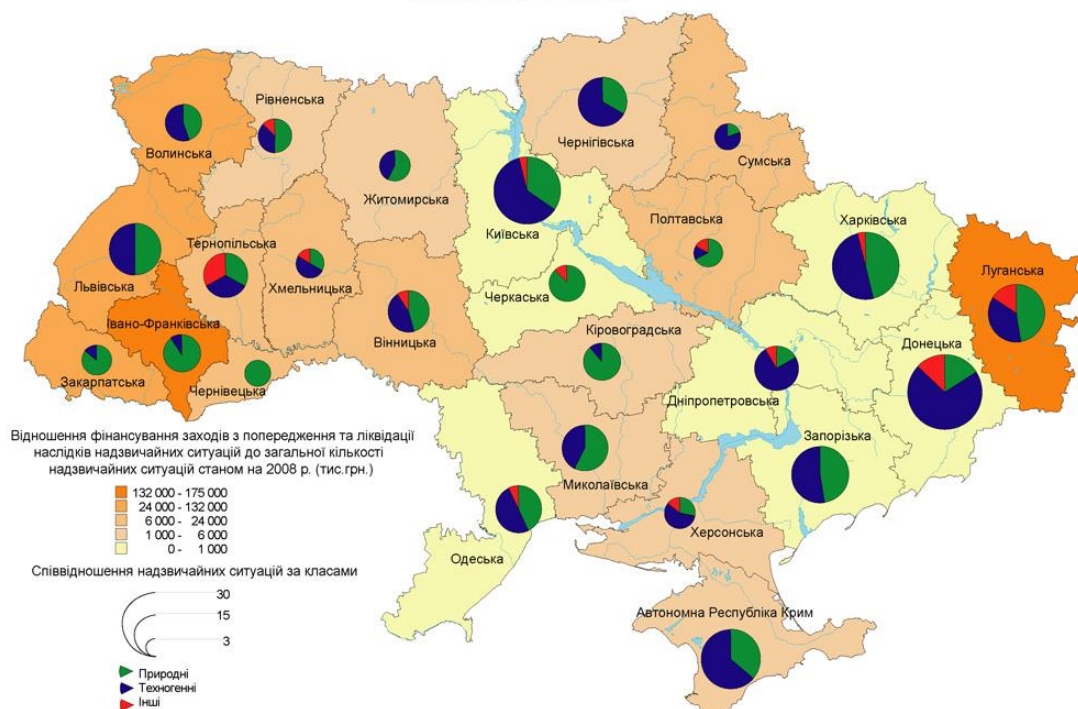 Рівненська
Волинська
Житомирська
Чернігівська
Сумська
Київська
Полтавська
Харківська
Луганська
Львівська
Тернопільська
Хмельницька
Черкаська
Вінницька
Кіровоградська
Донецька
Івано-Франківська
Закарпатська
Чернівецька
Дніпропетровська
Запорізька
Миколаївська
Херсонська
Одеська
Автономна Республіка Крим
Відношення фінансування заходів з попередження та ліквідації
наслідків надзвичайних ситуацій до загальної кількості
надзвичайних ситуацій станом на 2008 р. (тис.грн.)
132 000 - 175 000
24 000 - 132 000
6 000 - 24 000
1 000 - 6 000
0 - 1 000
Співвідношення надзвичайних ситуацій за класами
30
15
3
Природні
Техногенні
Інші